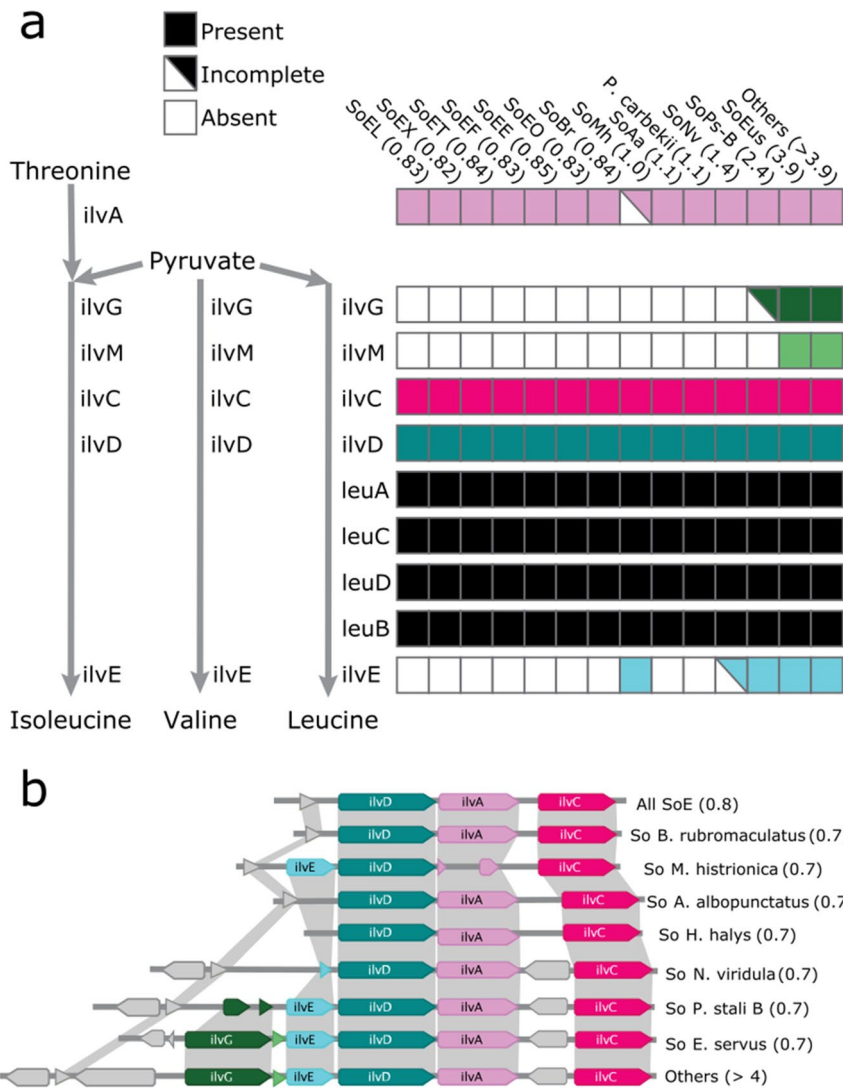 a
Present
Incomplete
Absent
SoEL (0.83)
SoEX (0.82)
SoET (0.84)
SoEF (0.83)
SoEE (0.85)
SoEO (0.83)
SoBr (0.84)
SoMh (1.0)
P. carbekii (1.1)
SoAa (1.1)
SoNv (1.4)
SoPs-B (2.4)
SoEus (3.9)
Others (>3.9)
Threonine
ilvA
Pyruvate
ilvG ilvG ilvG
ilvM ilvM ilvM
ilvC ilvC ilvC
ilvD ilvD ilvD
leuA
leuC
leuD
leuB
ilvE ilvE ilvE
Isoleucine Valine Leucine
b
ilvD ilvA ilvC All SoE (0.8)
ilvD ilvA ilvC So B. rubromaculatus (0.7
ilvE ilvD ilvC So M. histrionica (0.7)
ilvD ilvA ilvC So A. albopunctatus (0.7
ilvD ilvA ilvC So H. halys (0.7)
ilvD ilvA ilvC So N. viridula (0.7)
ilvE ilvD ilvA ilvC So P. stali B (0.7)
ilvG ilvE ilvD ilvA ilvC So E. servus (0.7)
ilvG ilvE ilvD ilvA ilvC Others (> 4)